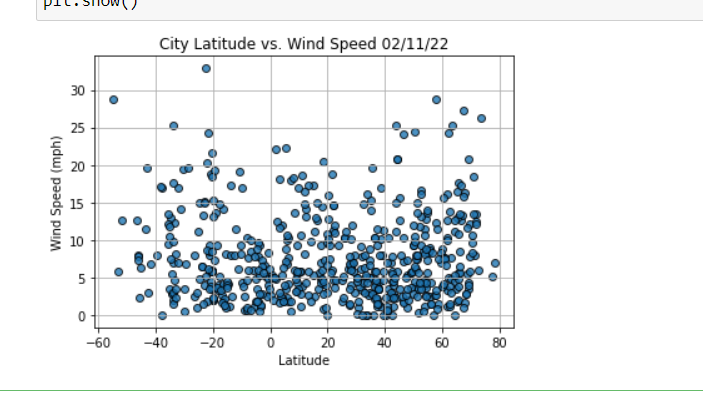 plt.show()
City Latitude vs. Wind Speed 02/11/22
Wind Speed (mph)
30
25
20
15
10
5
0
−60 −40 −20 0 20 40 60 80
Latitude